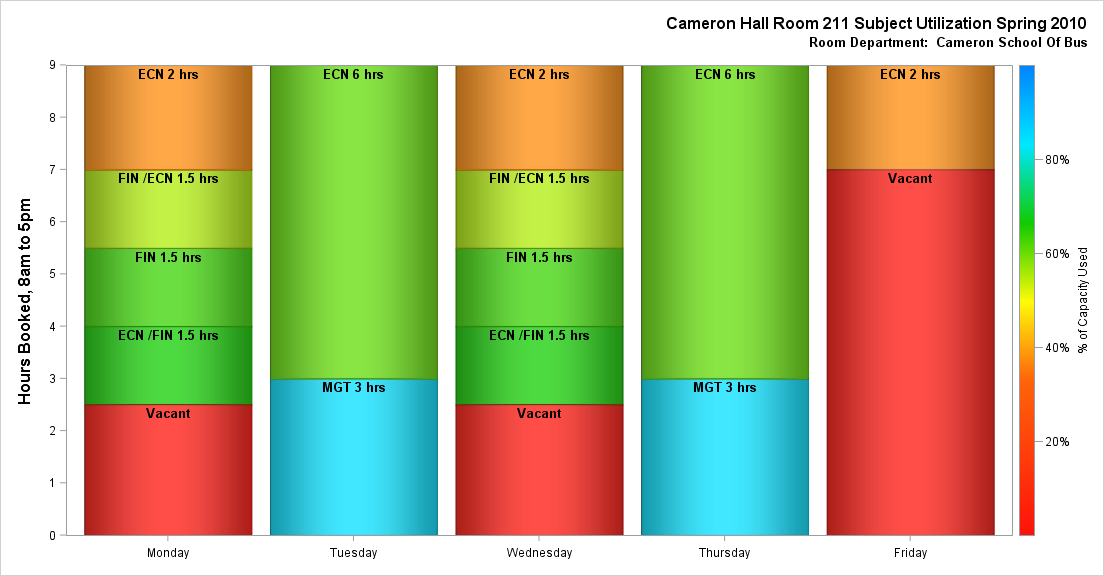 Cameron Hall Room 211 Subject Utilization Spring 2010
Room Department:  Cameron School Of Bus
Hours Booked, 8am to 5pm
9
8
7
6
5
4
3
2
1
0
ECN 2 hrs
FIN /ECN 1.5 hrs
FIN 1.5 hrs
ECN /FIN 1.5 hrs
Vacant
ECN 6 hrs
MGT 3 hrs
ECN 2 hrs
FIN /ECN 1.5 hrs
FIN 1.5 hrs
ECN /FIN 1.5 hrs
Vacant
ECN 6 hrs
MGT 3 hrs
ECN 2 hrs
Vacant
Monday
Tuesday
Wednesday
Thursday
Friday
80%
60%
40%
20%
% of Capacity Used